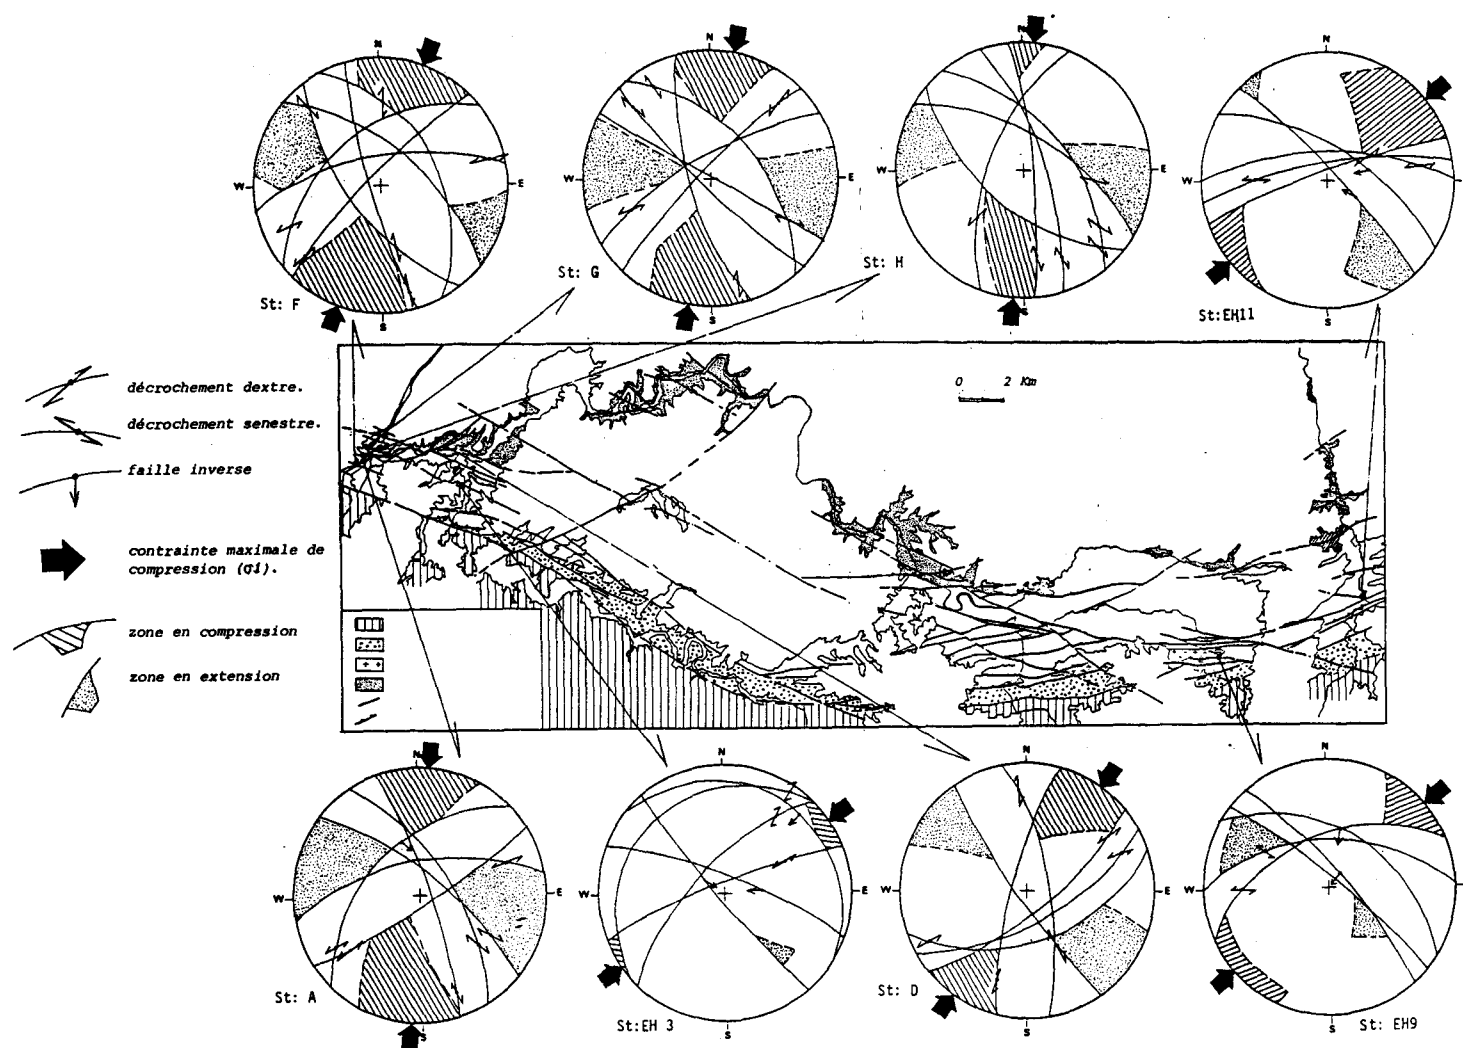 N
W
E
S
St: F
N
W
E
S
St: G
N
W
E
S
St: H
N
W
S
St:EH11
décrochement dextre.
décrochement senestre.
faille inverse
contrainte maximale de
compression (σ1).
zone en compression
zone en extension
0 2 Km
N
W
E
S
St: A
N
W
E
S
St:EH 3
N
W
E
S
St: D
N
W
E
S
St: EH9